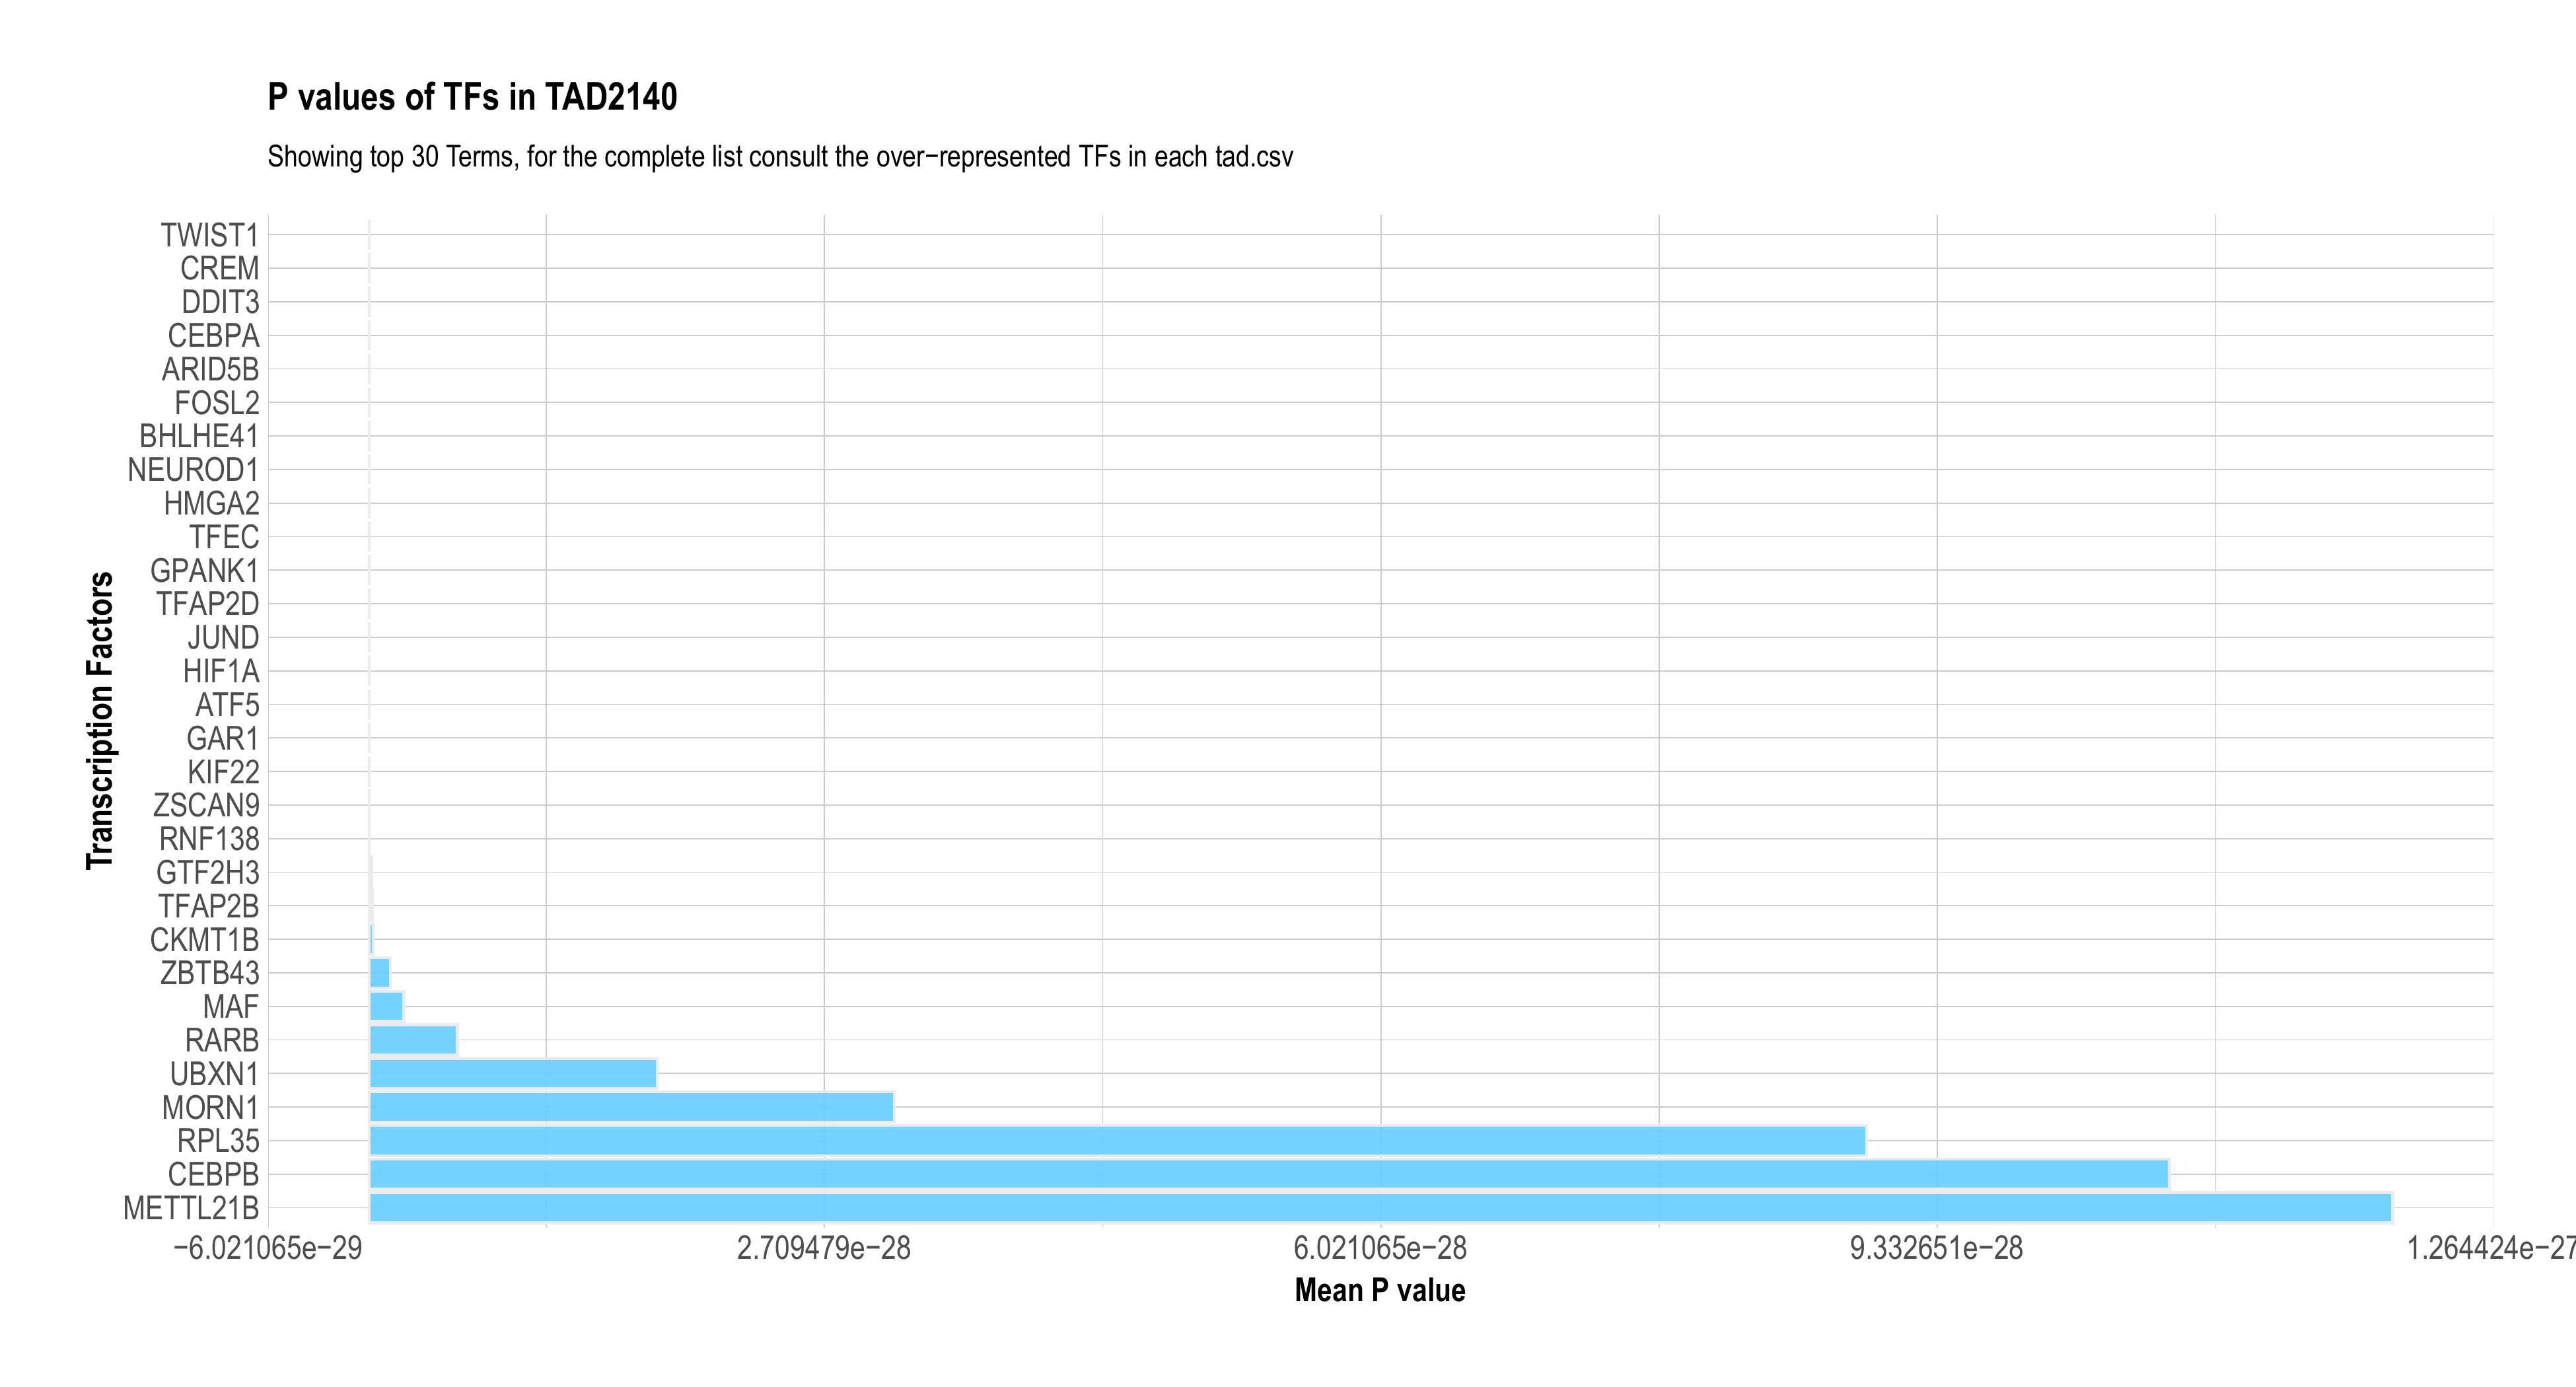 P values of TFs in TAD2140
Showing top 30 Terms, for the complete list consult the over−represented TFs in each tad.csv
Transcription Factors
TWIST1
CREM
DDIT3
CEBPA
ARID5B
FOSL2
BHLHE41
NEUROD1
HMGA2
TFEC
GPANK1
TFAP2D
JUND
HIF1A
ATF5
GAR1
KIF22
ZSCAN9
RNF138
GTF2H3
TFAP2B
CKMT1B
ZBTB43
MAF
RARB
UBXN1
MORN1
RPL35
CEBPB
METTL21B
−6.021065e−29 2.709479e−28 6.021065e−28 9.332651e−28 1.264424e−27
Mean P value